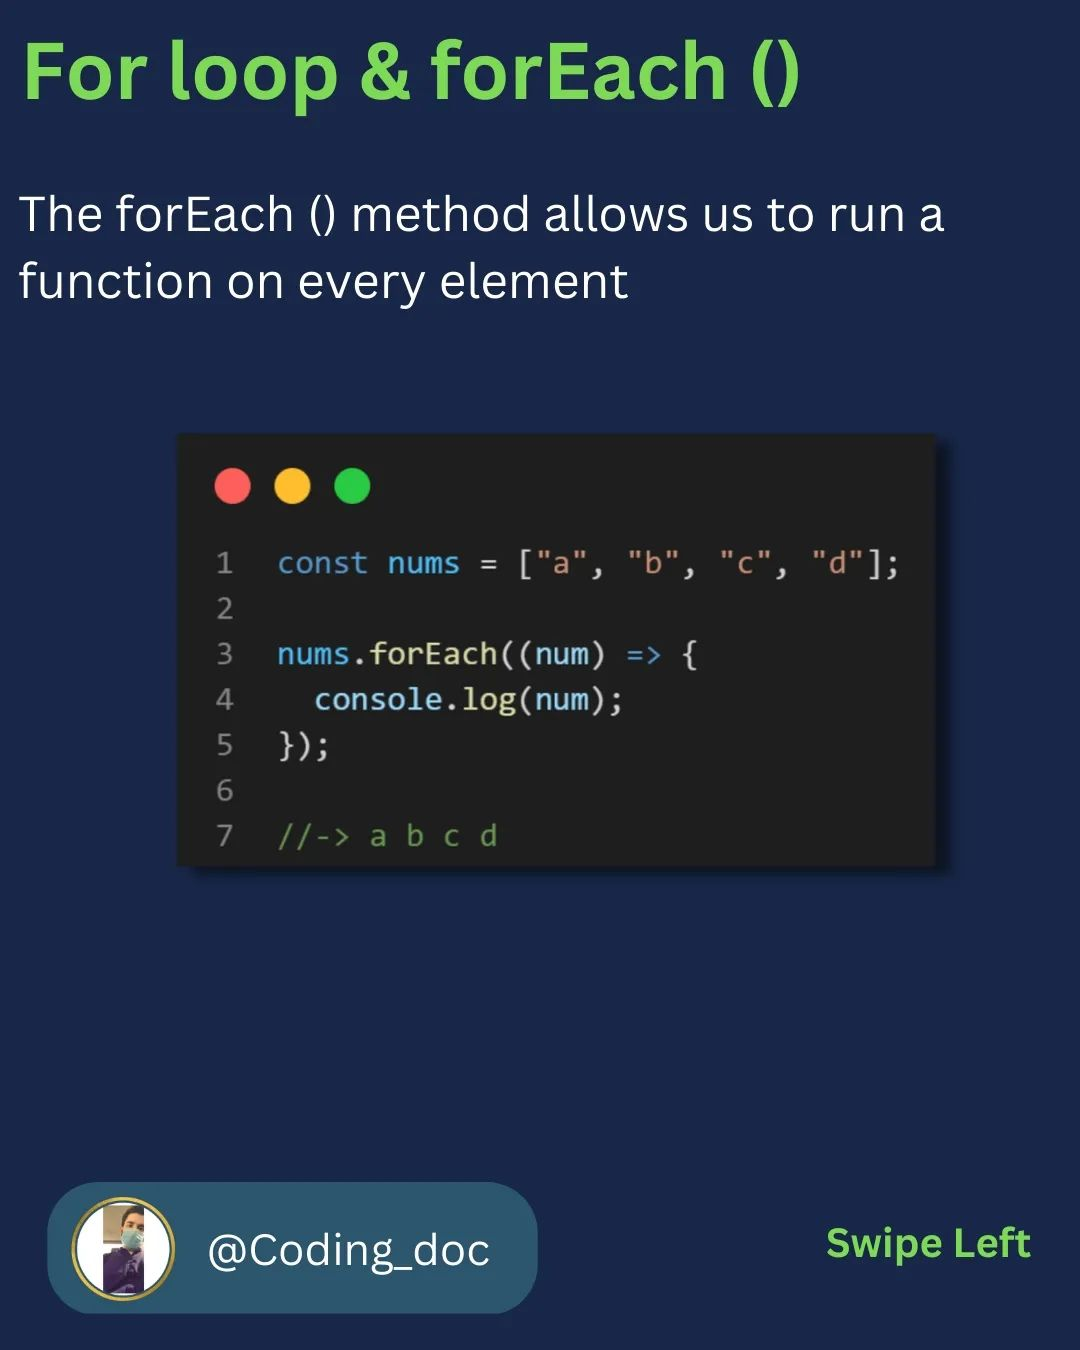 For loop & forEach ()
The forEach () method allows us to run a
function on every element
1 const nums = ["a", "b", "c", "d"];
2
3 nums.forEach((num) => {
4   console.log(num);
5 });
6
7 //-> a b c d
@Coding_doc
Swipe Left